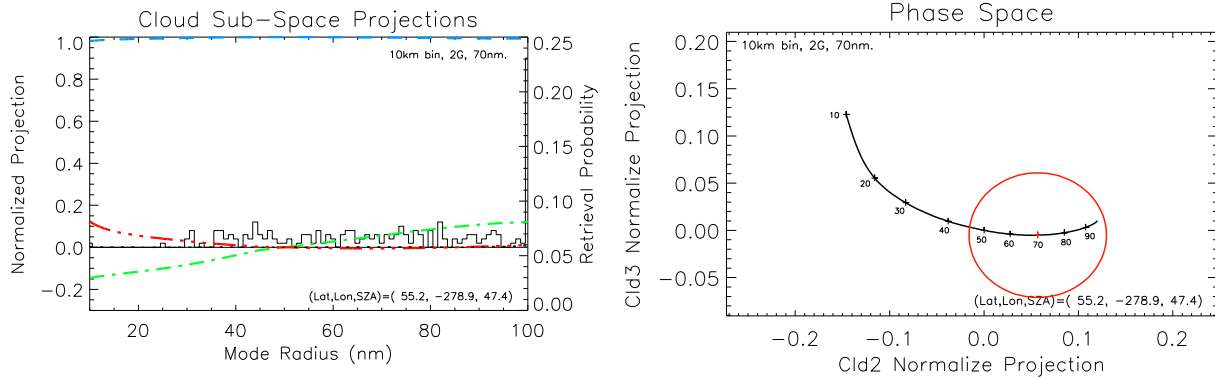 Cloud Sub-Space Projections
10km bin, 2G, 70nm.
Normalized Projection
1.0
0.8
0.6
0.4
0.2
0.0
−0.2
Retrieval Probability
0.25
0.20
0.15
0.10
0.05
0.00
(Lat,Lon,SZA)=( 55.2, −278.9, 47.4)
20 40 60 80 100
Mode Radius (nm)
Phase Space
10km bin, 2G, 70nm.
Cld3 Normalize Projection
0.20
0.15
0.10
0.05
0.00
−0.05
10
20
30
40
50
60
70
80
90
(Lat,Lon,SZA)=( 55.2, −278.9, 47.4)
−0.2 −0.1 0.0 0.1 0.2
Cld2 Normalize Projection